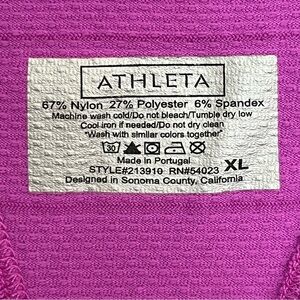 ATHLETA
67% Nylon 27% Polyester 6% Spandex
Machine wash cold/Do not bleach/Tumble dry low
Cool iron if needed/Do not dry clean
"Wash with similar colors together"
30
Made in Portugal
STYLE#213910 RN#54023 XL
Designed in Sonoma County, California